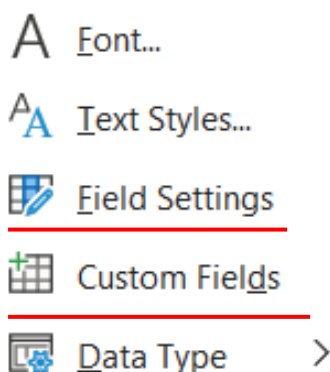 Font...
Text Styles...
Field Settings
Custom Fields
Data Type